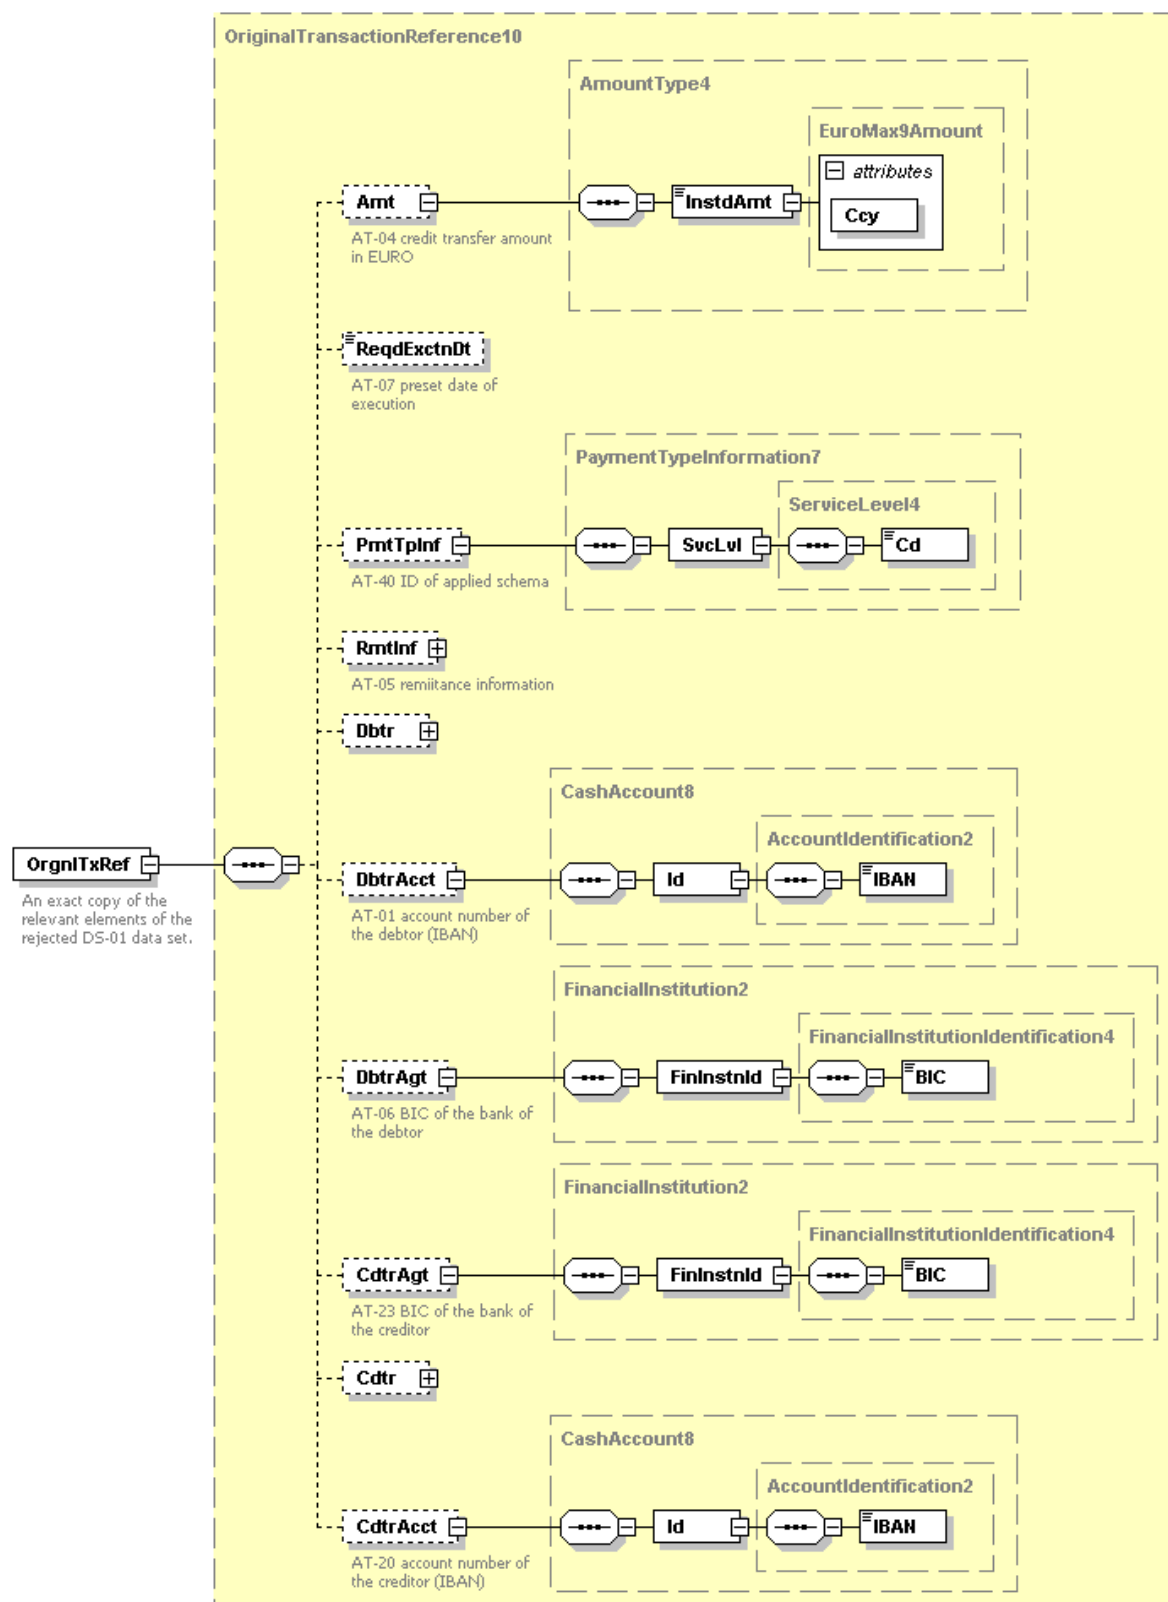 OriginalTransactionReference10
AmountType4
EuroMax9Amount
attributes
Amt
InstdAmt
Ccy
AT-04 credit transfer amount
in EURO
ReqdExctnDt
AT-07 preset date of
execution
PaymentTypeInformation7
ServiceLevel4
PmtTpInf
SvcLvl
Cd
AT-40 ID of applied schema
RmtInf
AT-05 remiitance information
Dbtr
CashAccount8
AccountIdentification2
OrgnlTxRef
DbtrAcct
Id
IBAN
An exact copy of the
relevant elements of the
rejected DS-01 data set.
AT-01 account number of
the debtor (IBAN)
FinancialInstitution2
FinancialInstitutionIdentification4
DbtrAgt
FinInstnId
BIC
AT-06 BIC of the bank of
the debtor
FinancialInstitution2
FinancialInstitutionIdentification4
CdtrAgt
FinInstnId
BIC
AT-23 BIC of the bank of
the creditor
Cdtr
CashAccount8
AccountIdentification2
CdtrAcct
Id
IBAN
AT-20 account number of
the creditor (IBAN)